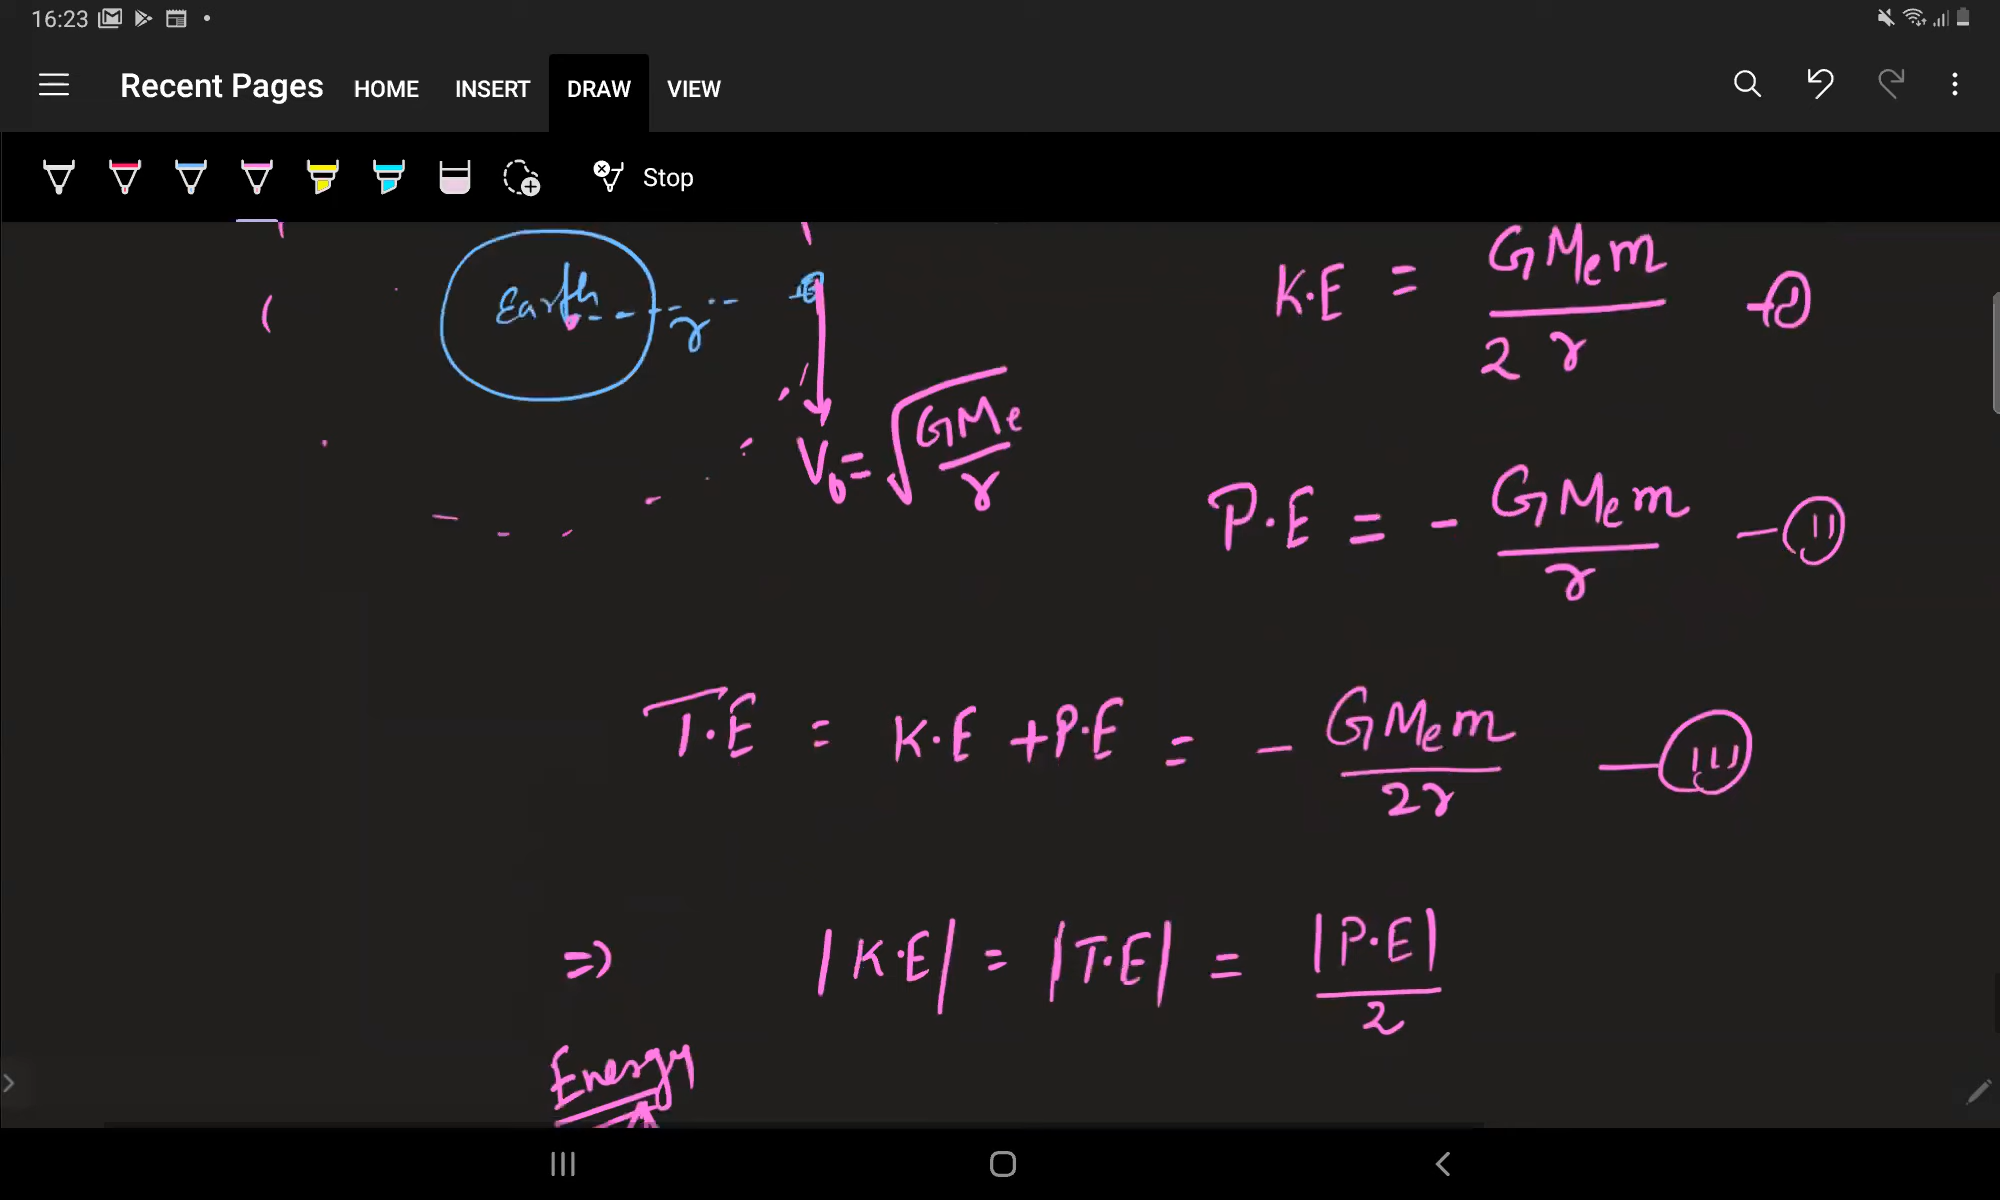 16:23
Recent Pages HOME INSERT DRAW VIEW
Stop
Earth
r
V₀ = √(GMe/r)
K.E = GMem / 2r — (I)
P.E = - GMem / r — (II)
T.E = K.E + P.E = - GMem / 2r — (III)
=> |K.E| = |T.E| = |P.E| / 2
Energy